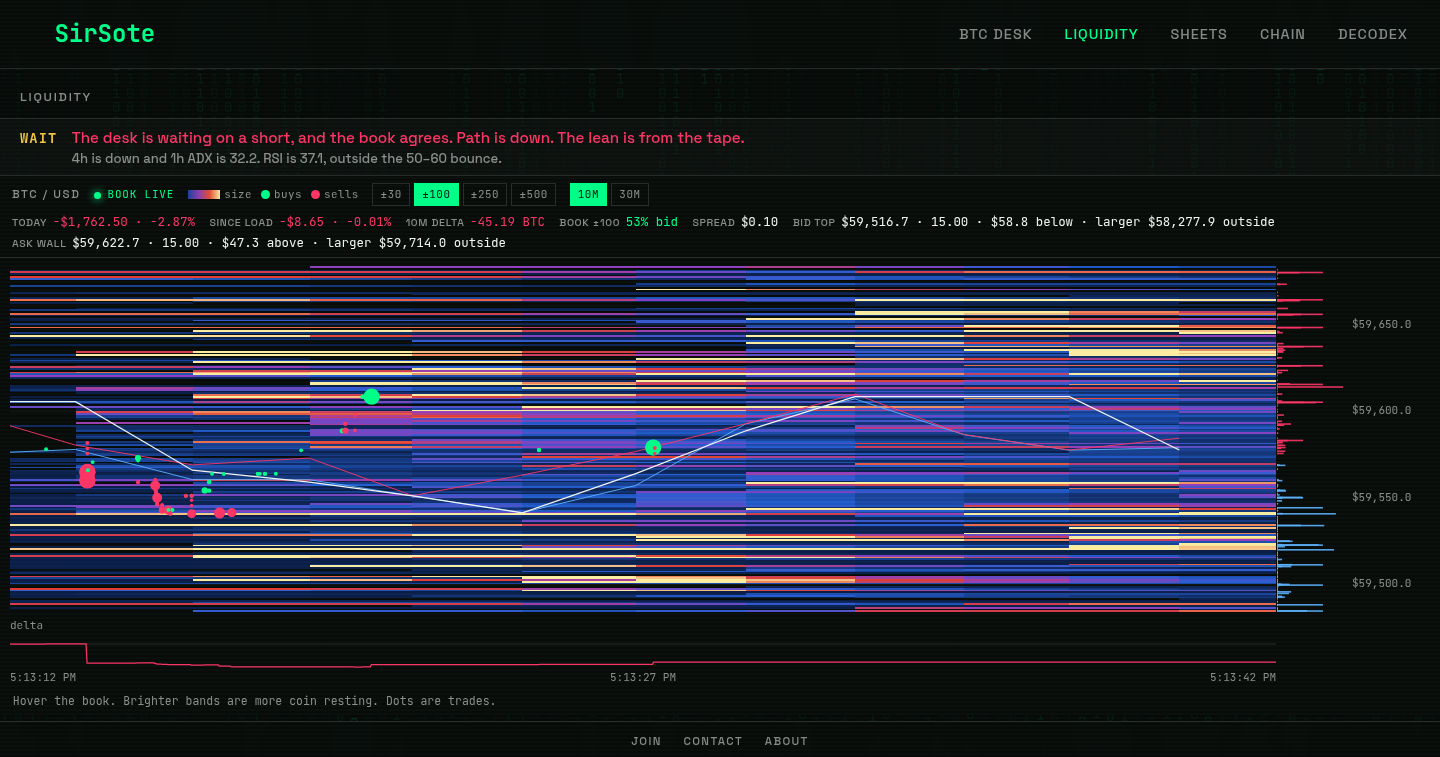 SirSote
BTC DESK LIQUIDITY SHEETS CHAIN DECODEX
LIQUIDITY
WAIT The desk is waiting on a short, and the book agrees. Path is down. The lean is from the tape.
4h is down and 1h ADX is 32.2. RSI is 37.1, outside the 50–60 bounce.
BTC / USD BOOK LIVE size buys sells ±30 ±100 ±250 ±500 10M 30M
TODAY -$1,762.50 · -2.87% SINCE LOAD -$8.65 · -0.01% 10M DELTA -45.19 BTC BOOK ±100 53% bid SPREAD $0.10 BID TOP $59,516.7 · 15.00 · $58.8 below · larger $58,277.9 outside
ASK WALL $59,622.7 · 15.00 · $47.3 above · larger $59,714.0 outside
$59,650.0
$59,600.0
$59,550.0
$59,500.0
delta
5:13:12 PM 5:13:27 PM 5:13:42 PM
Hover the book. Brighter bands are more coin resting. Dots are trades.
JOIN CONTACT ABOUT